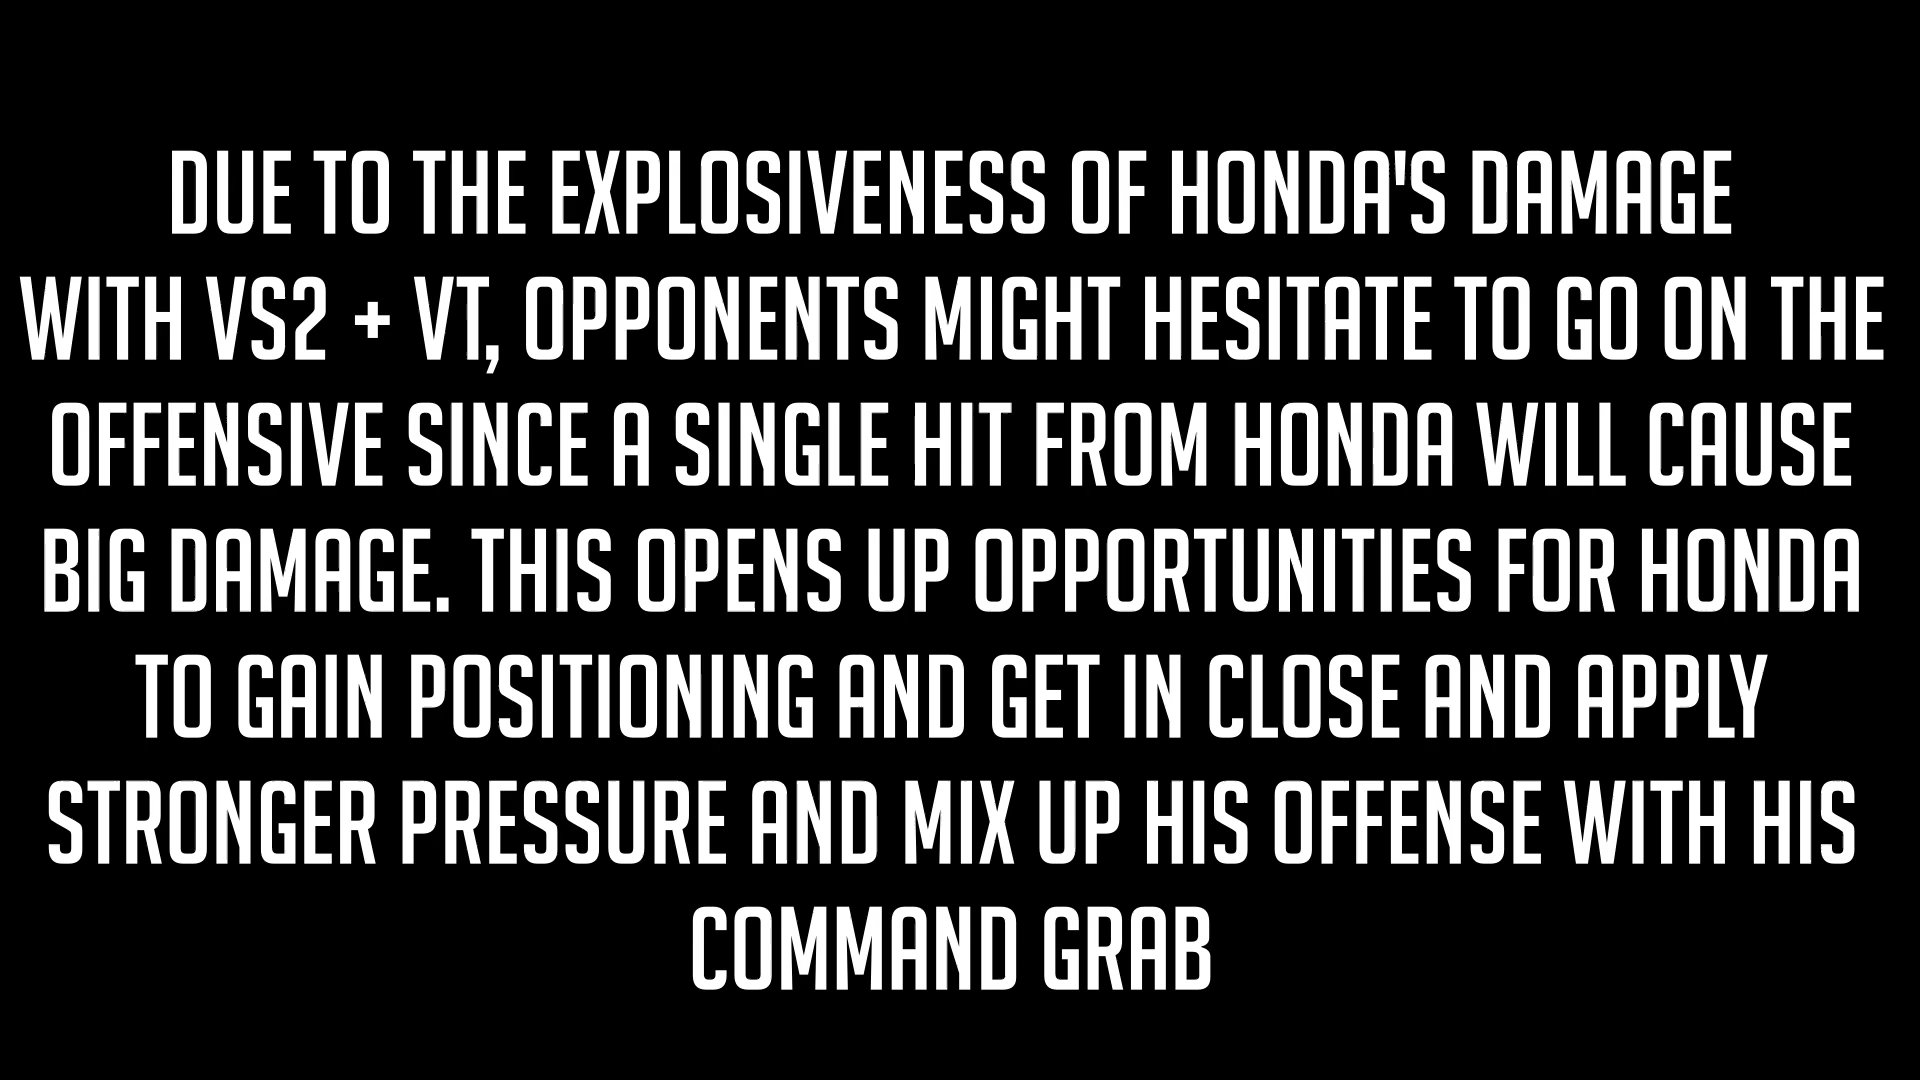 DUE TO THE EXPLOSIVENESS OF HONDA'S DAMAGE
WITH VS2 + VT, OPPONENTS MIGHT HESITATE TO GO ON THE
OFFENSIVE SINCE A SINGLE HIT FROM HONDA WILL CAUSE
BIG DAMAGE. THIS OPENS UP OPPORTUNITIES FOR HONDA
TO GAIN POSITIONING AND GET IN CLOSE AND APPLY
STRONGER PRESSURE AND MIX UP HIS OFFENSE WITH HIS
COMMAND GRAB